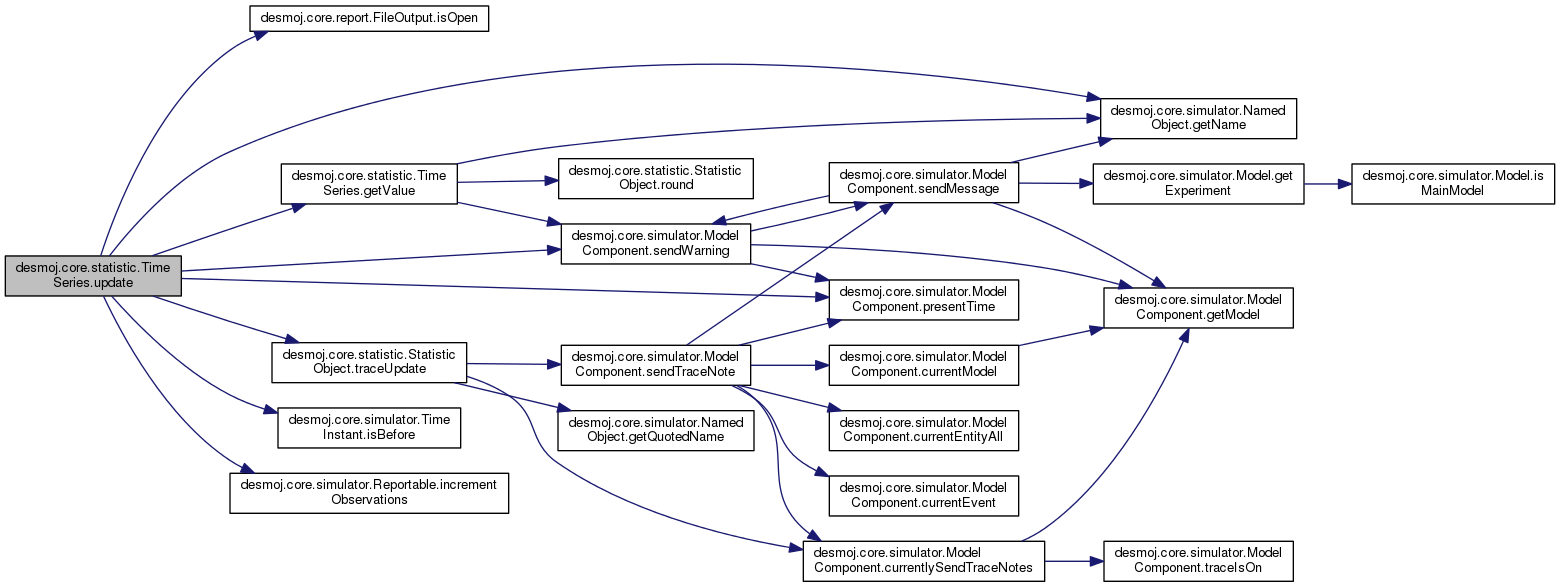 desmoj.core.report.FileOutput.isOpen
desmoj.core.simulator.Named
Object.getName
desmoj.core.statistic.Time
Series.getValue
desmoj.core.statistic.Statistic
Object.round
desmoj.core.simulator.Model
Component.sendMessage
desmoj.core.simulator.Model.get
Experiment
desmoj.core.simulator.Model.is
MainModel
desmoj.core.simulator.Model
Component.sendWarning
desmoj.core.statistic.Time
Series.update
desmoj.core.simulator.Model
Component.presentTime
desmoj.core.simulator.Model
Component.getModel
desmoj.core.statistic.Statistic
Object.traceUpdate
desmoj.core.simulator.Model
Component.sendTraceNote
desmoj.core.simulator.Model
Component.currentModel
desmoj.core.simulator.Time
Instant.isBefore
desmoj.core.simulator.Named
Object.getQuotedName
desmoj.core.simulator.Model
Component.currentEntityAll
desmoj.core.simulator.Reportable.increment
Observations
desmoj.core.simulator.Model
Component.currentEvent
desmoj.core.simulator.Model
Component.currentlySendTraceNotes
desmoj.core.simulator.Model
Component.traceIsOn